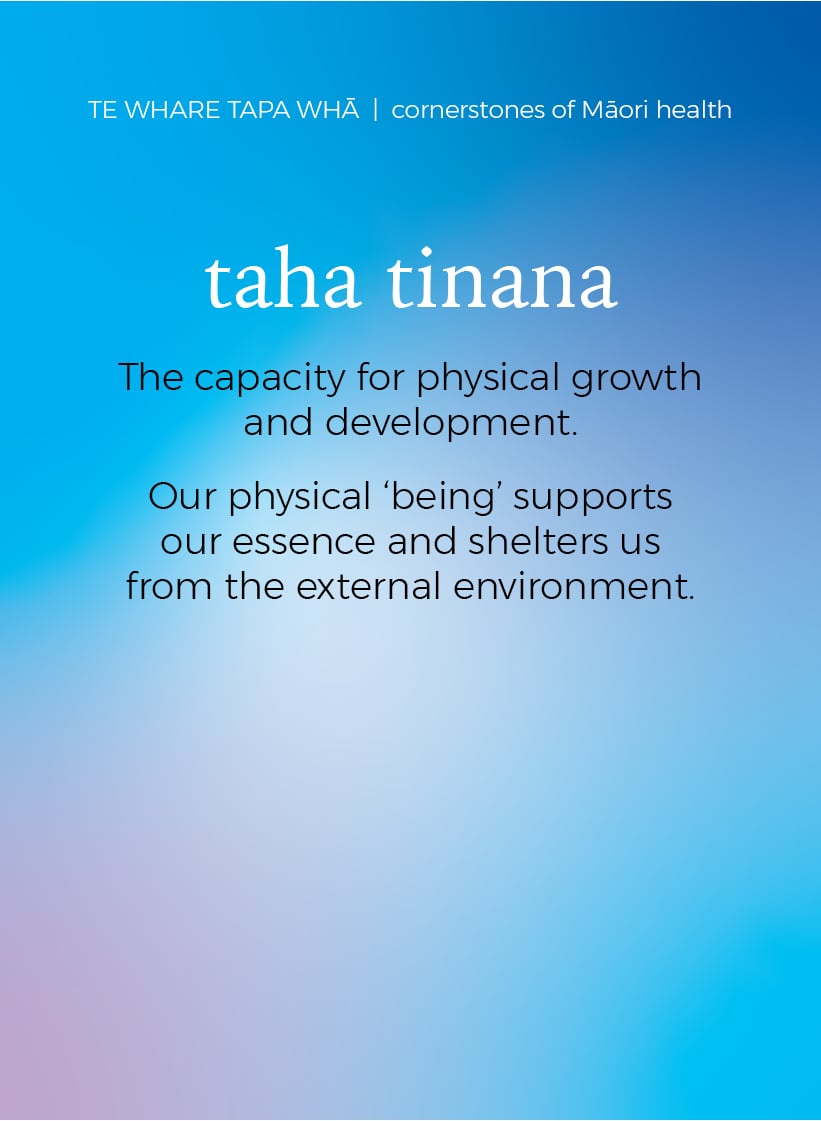 TE WHARE TAPA WHĀ | cornerstones of Māori health
taha tinana
The capacity for physical growth
and development.
Our physical ‘being’ supports
our essence and shelters us
from the external environment.